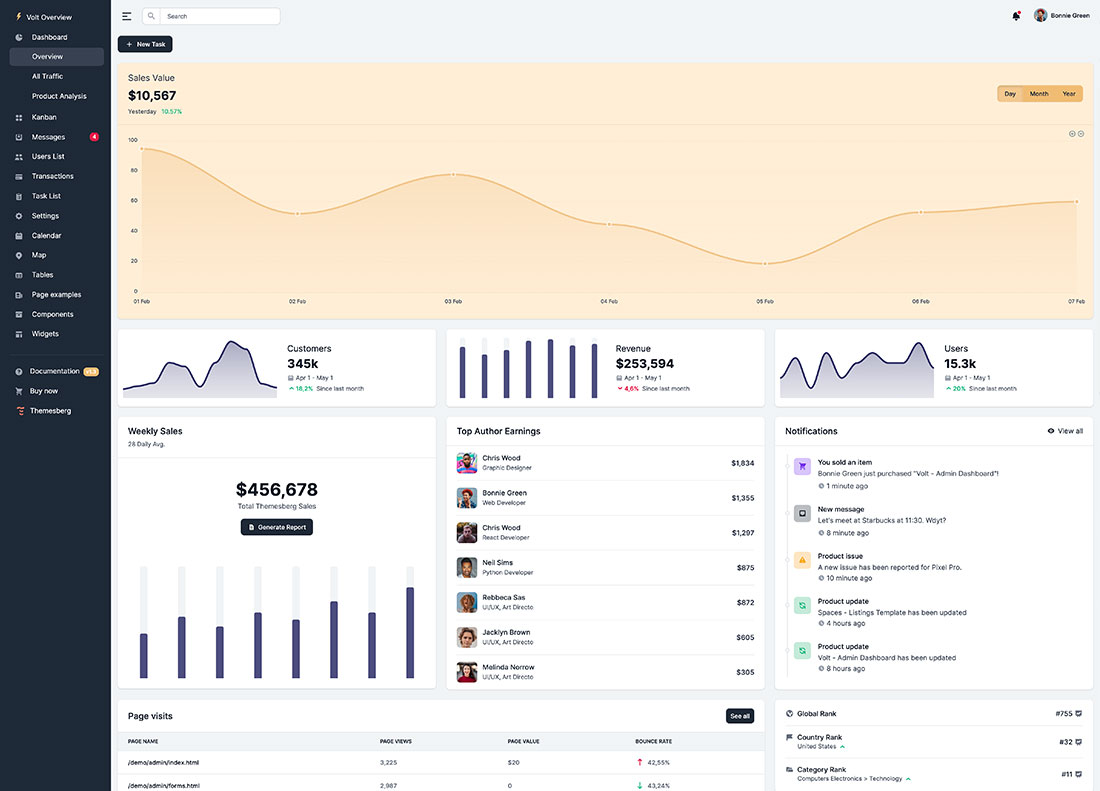 Volt Overview
Dashboard
Overview
All Traffic
Product Analysis
Kanban
Messages 4
Users List
Transactions
Task List
Settings
Calendar
Map
Tables
Page examples
Components
Widgets
Documentation v1.3
Buy now
Themesberg
Search
Bonnie Green
+ New Task
Sales Value
$10,567
Yesterday 10.57%
Day Month Year
100
80
60
40
20
0
01 Feb 02 Feb 03 Feb 04 Feb 05 Feb 06 Feb 07 Feb
Customers
345k
Apr 1 - May 1
18,2% Since last month
Revenue
$253,594
Apr 1 - May 1
4,6% Since last month
Users
15.3k
Apr 1 - May 1
20% Since last month
Weekly Sales
28 Daily Avg.
$456,678
Total Themesberg Sales
Generate Report
Top Author Earnings
Chris Wood
Graphic Designer
$1,834
Bonnie Green
Web Developer
$1,355
Chris Wood
React Developer
$1,297
Neil Sims
Python Developer
$875
Rebbeca Sas
UI/UX, Art Directo
$872
Jacklyn Brown
UI/UX, Art Directo
$605
Melinda Norrow
UI/UX, Art Directo
$305
Notifications
View all
You sold an item
Bonnie Green just purchased "Volt - Admin Dashboard"!
1 minute ago
New message
Let's meet at Starbucks at 11:30. Wdyt?
8 minute ago
Product issue
A new issue has been reported for Pixel Pro.
10 minute ago
Product update
Spaces - Listings Template has been updated
4 hours ago
Product update
Volt - Admin Dashboard has been updated
8 hours ago
Page visits
See all
PAGE NAME PAGE VIEWS PAGE VALUE BOUNCE RATE
/demo/admin/index.html 3,225 $20 42,55%
/demo/admin/forms.html 2,987 0 43,24%
Global Rank #755
Country Rank
United States
#32
Category Rank
Computers Electronics > Technology
#11